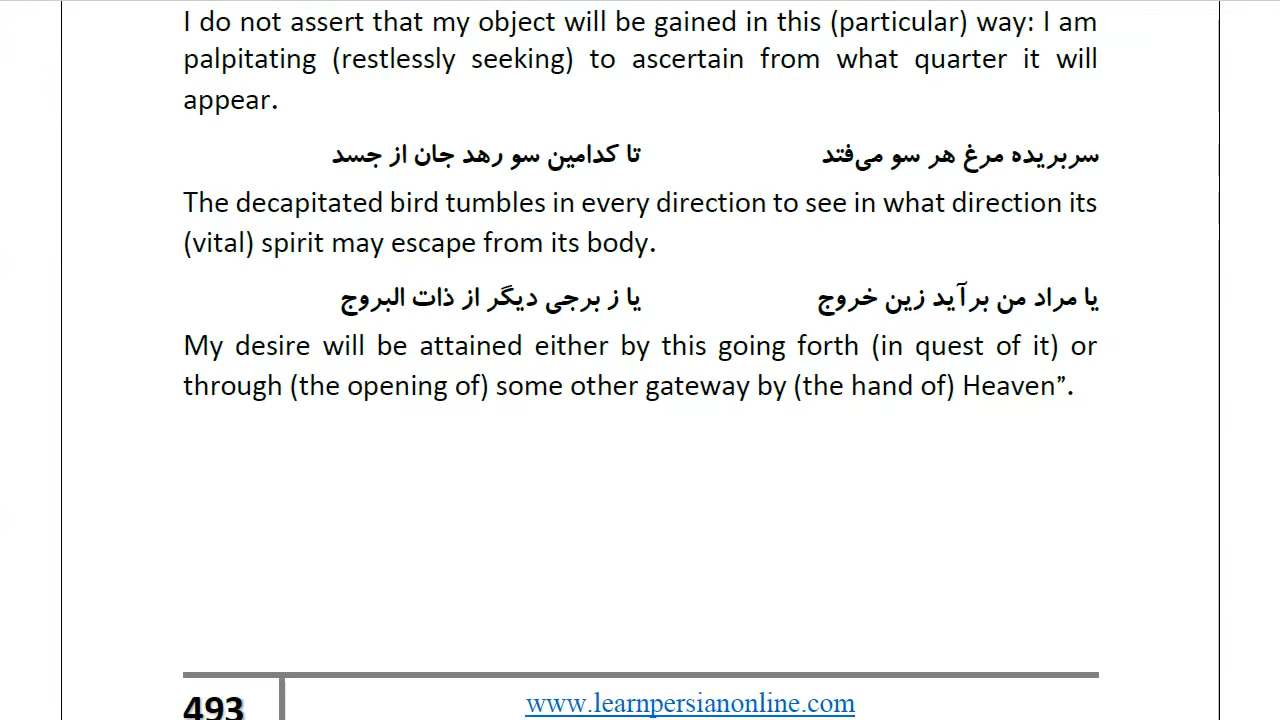 I do not assert that my object will be gained in this (particular) way: I am
palpitating (restlessly seeking) to ascertain from what quarter it will
appear.
سربریده مرغ هر سو می‌فتد تا کدامین سو رهد جان از جسد
The decapitated bird tumbles in every direction to see in what direction its
(vital) spirit may escape from its body.
یا مراد من برآید زین خروج یا ز برجی دیگر از ذات البروج
My desire will be attained either by this going forth (in quest of it) or
through (the opening of) some other gateway by (the hand of) Heaven”.
493
www.learnpersianonline.com